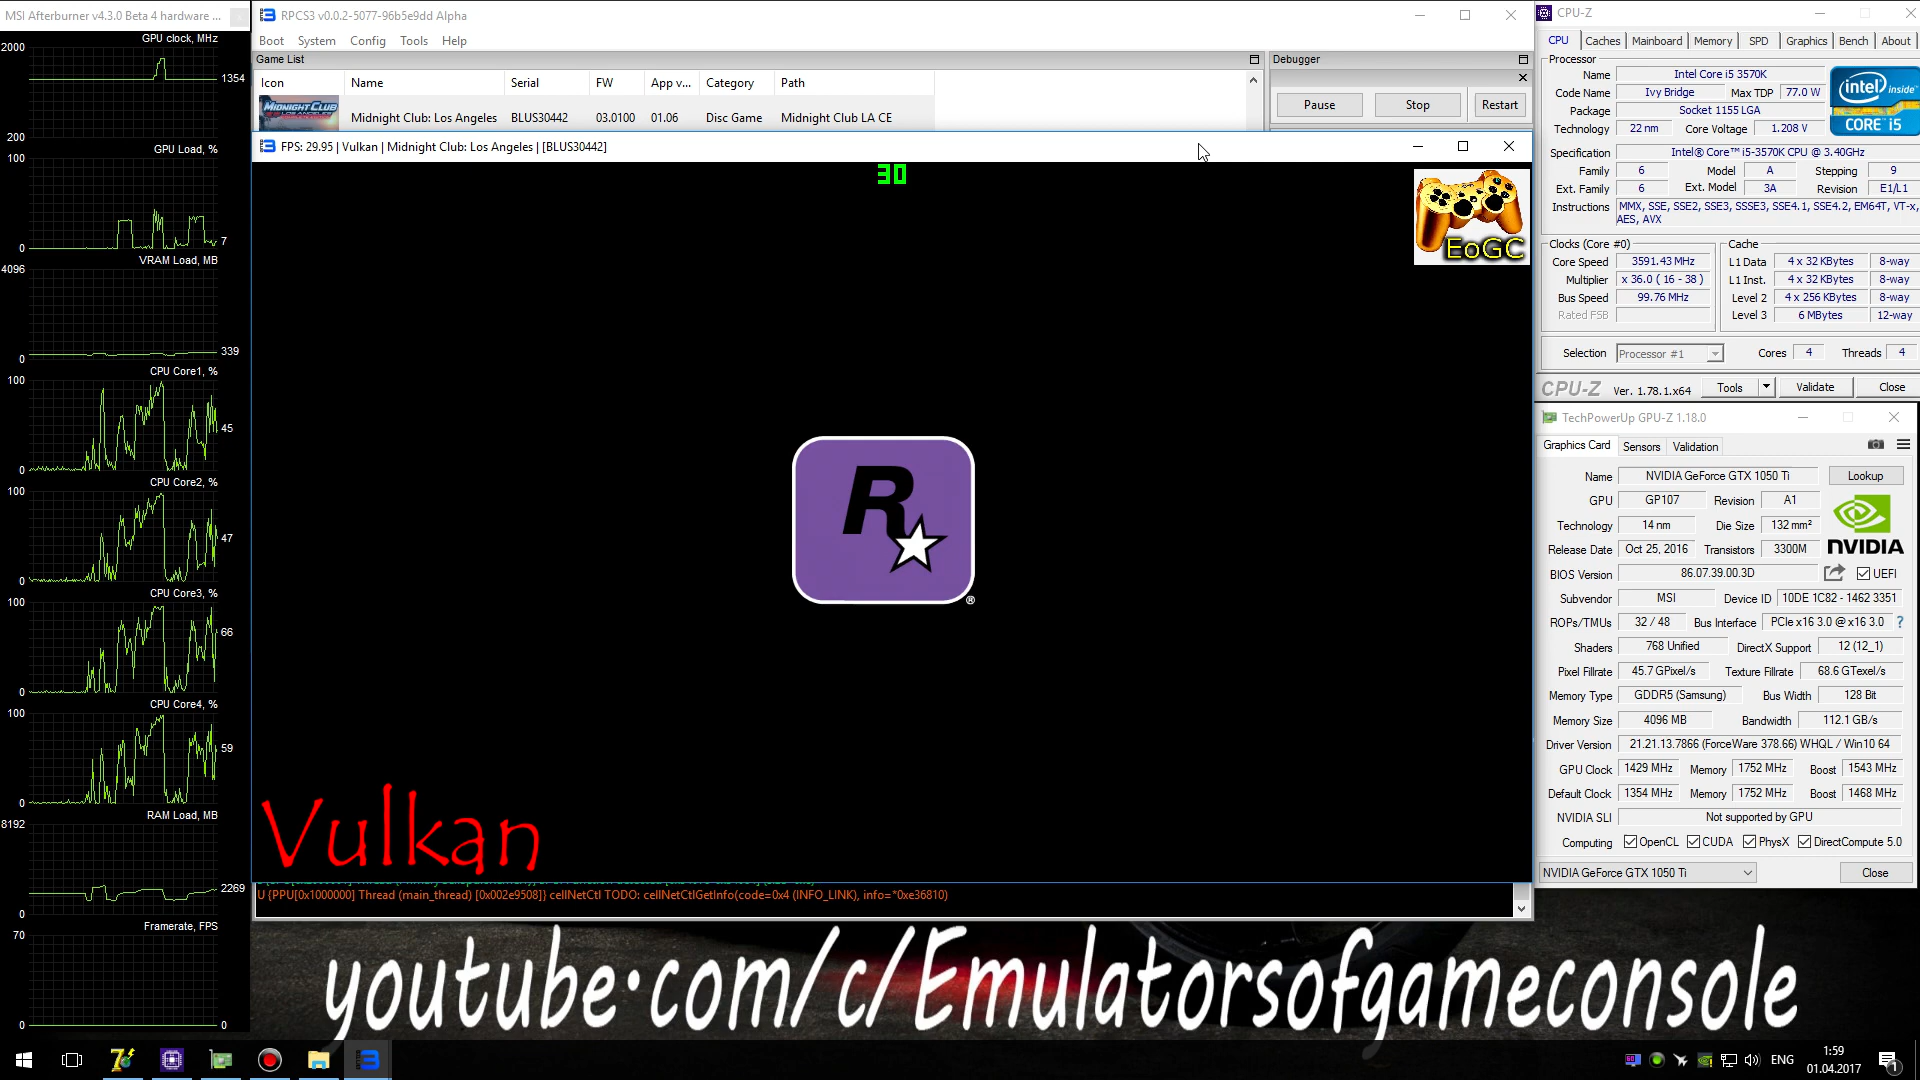 MSI Afterburner v4.3.0 Beta 4 hardware ...
GPU clock, MHz
2000
1354
200
GPU Load, %
100
7
0
VRAM Load, MB
4096
339
0
CPU Core1, %
100
45
0
CPU Core2, %
100
47
0
CPU Core3, %
100
66
0
CPU Core4, %
100
59
0
RAM Load, MB
8192
2269
0
Framerate, FPS
70
0
0
RPCS3 v0.0.2-5077-96b5e9dd Alpha
Boot System Config Tools Help
Game List
Icon Name Serial FW App v... Category Path
MIDNIGHT CLUB
Midnight Club: Los Angeles BLUS30442 03.0100 01.06 Disc Game Midnight Club LA CE
Debugger
Pause Stop Restart
FPS: 29.95 | Vulkan | Midnight Club: Los Angeles | [BLUS30442]
30
EoGC
R
®
Vulkan
U {PPU[0x1000000] Thread (main_thread) [0x002e9508]} cellNetCtl TODO: cellNetCtlGetInfo(code=0x4 (INFO_LINK), info=*0xe36810)
youtube.com/c/Emulatorsofgameconsole
CPU-Z
CPU Caches Mainboard Memory SPD Graphics Bench About
Processor
Name Intel Core i5 3570K
Code Name Ivy Bridge Max TDP 77.0 W
Package Socket 1155 LGA
Technology 22 nm Core Voltage 1.208 V
intel inside™
CORE i5
Specification Intel® Core™ i5-3570K CPU @ 3.40GHz
Family 6 Model A Stepping 9
Ext. Family 6 Ext. Model 3A Revision E1/L1
Instructions MMX, SSE, SSE2, SSE3, SSSE3, SSE4.1, SSE4.2, EM64T, VT-x,
AES, AVX
Clocks (Core #0) Cache
Core Speed 3591.43 MHz L1 Data 4 x 32 KBytes 8-way
Multiplier x 36.0 ( 16 - 38 ) L1 Inst. 4 x 32 KBytes 8-way
Bus Speed 99.76 MHz Level 2 4 x 256 KBytes 8-way
Rated FSB Level 3 6 MBytes 12-way
Selection Processor #1 Cores 4 Threads 4
CPU-Z Ver. 1.78.1.x64 Tools Validate Close
TechPowerUp GPU-Z 1.18.0
Graphics Card Sensors Validation
Name NVIDIA GeForce GTX 1050 Ti Lookup
GPU GP107 Revision A1
Technology 14 nm Die Size 132 mm²
Release Date Oct 25, 2016 Transistors 3300M
NVIDIA
BIOS Version 86.07.39.00.3D UEFI
Subvendor MSI Device ID 10DE 1C82 - 1462 3351
ROPs/TMUs 32 / 48 Bus Interface PCIe x16 3.0 @ x16 3.0 ?
Shaders 768 Unified DirectX Support 12 (12_1)
Pixel Fillrate 45.7 GPixel/s Texture Fillrate 68.6 GTexel/s
Memory Type GDDR5 (Samsung) Bus Width 128 Bit
Memory Size 4096 MB Bandwidth 112.1 GB/s
Driver Version 21.21.13.7866 (ForceWare 378.66) WHQL / Win10 64
GPU Clock 1429 MHz Memory 1752 MHz Boost 1543 MHz
Default Clock 1354 MHz Memory 1752 MHz Boost 1468 MHz
NVIDIA SLI Not supported by GPU
Computing OpenCL CUDA PhysX DirectCompute 5.0
NVIDIA GeForce GTX 1050 Ti Close
ENG
1:59
01.04.2017
1